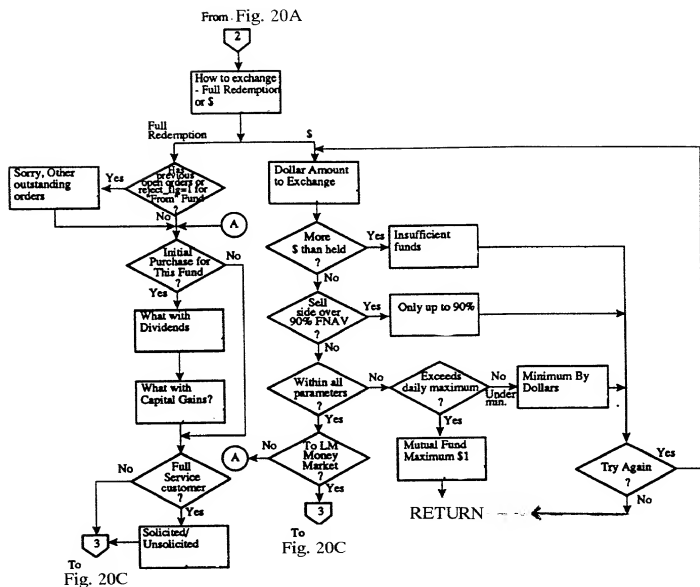 From Fig. 20A
2
How to exchange
- Full Redemption
or $
Full
Redemption
$
Sorry, Other
outstanding
orders
Yes
Has
previous
open orders or
reject_flg=1 for
"From" Fund
?
No
A
Dollar Amount
to Exchange
More
$ than held
?
Yes
Insufficient
funds
No
Initial
Purchase for
This Fund
?
No
Yes
Sell
side over
90% FNAV
?
Yes
Only up to 90%
No
What with
Dividends
Within all
parameters
?
No
Exceeds
daily maximum
?
No
Under
min.
Minimum By
Dollars
Yes
Yes
What with
Capital Gains?
A
No
To LM
Money
Market
?
Yes
Mutual Fund
Maximum $1
Try Again
?
Yes
No
No
Full
Service
customer
?
Yes
3
To
Fig. 20C
RETURN
3
Solicited/
Unsolicited
To
Fig. 20C